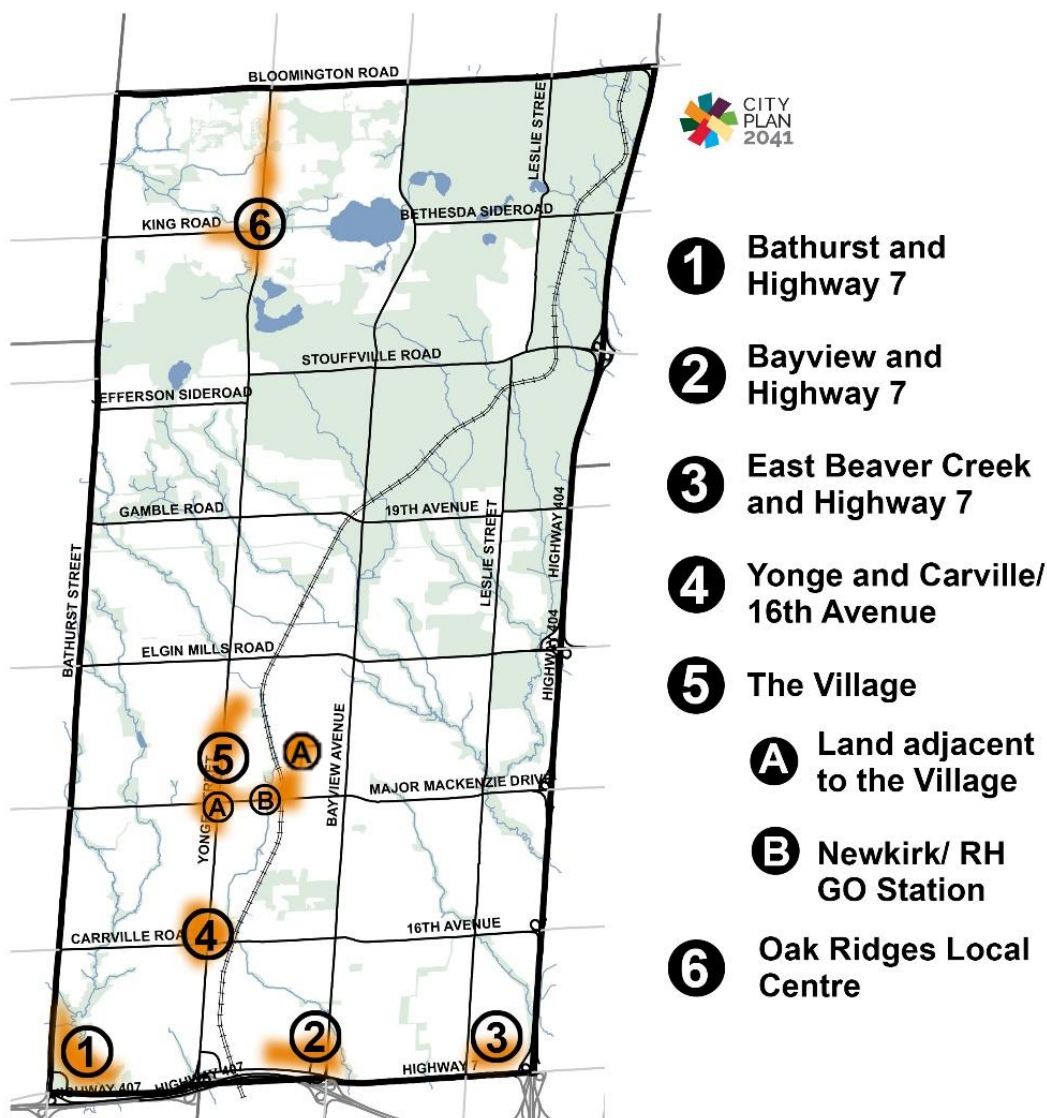 BLOOMINGTON ROAD
LESLIE STREET
CITY
PLAN
2041
6
KING ROAD
BETHESDA SIDEROAD
STOUFFVILLE ROAD
JEFFERSON SIDEROAD
GAMBLE ROAD
19TH AVENUE
BATHURST STREET
LESLIE STREET
HIGHWAY 404
ELGIN MILLS ROAD
HIGHWAY 404
5
A
A
B
YONGE STREET
BAYVIEW AVENUE
MAJOR MACKENZIE DRIVE
4
CARRVILLE ROAD
16TH AVENUE
1
2
3
HIGHWAY 407
HIGHWAY 407
HIGHWAY 7
1 Bathurst and
Highway 7
2 Bayview and
Highway 7
3 East Beaver Creek
and Highway 7
4 Yonge and Carville/
16th Avenue
5 The Village
A Land adjacent
to the Village
B Newkirk/ RH
GO Station
6 Oak Ridges Local
Centre